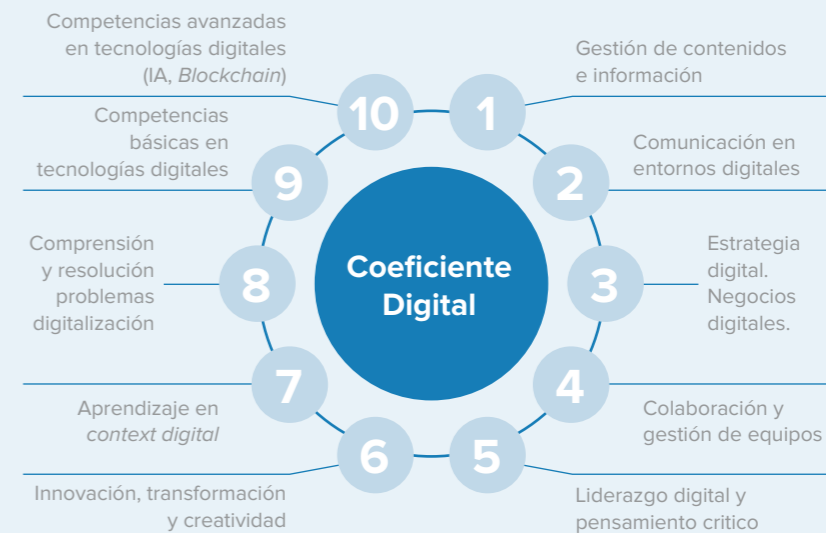 Coeficiente
Digital
1
Gestión de contenidos
e información
2
Comunicación en
entornos digitales
3
Estrategia
digital.
Negocios
digitales.
4
Colaboración y
gestión de equipos
5
Liderazgo digital y
pensamiento critico
6
Innovación, transformación
y creatividad
7
Aprendizaje en
context digital
8
Comprensión
y resolución
problemas
digitalización
9
Competencias
básicas en
tecnologías digitales
10
Competencias avanzadas
en tecnologías digitales
(IA, Blockchain)